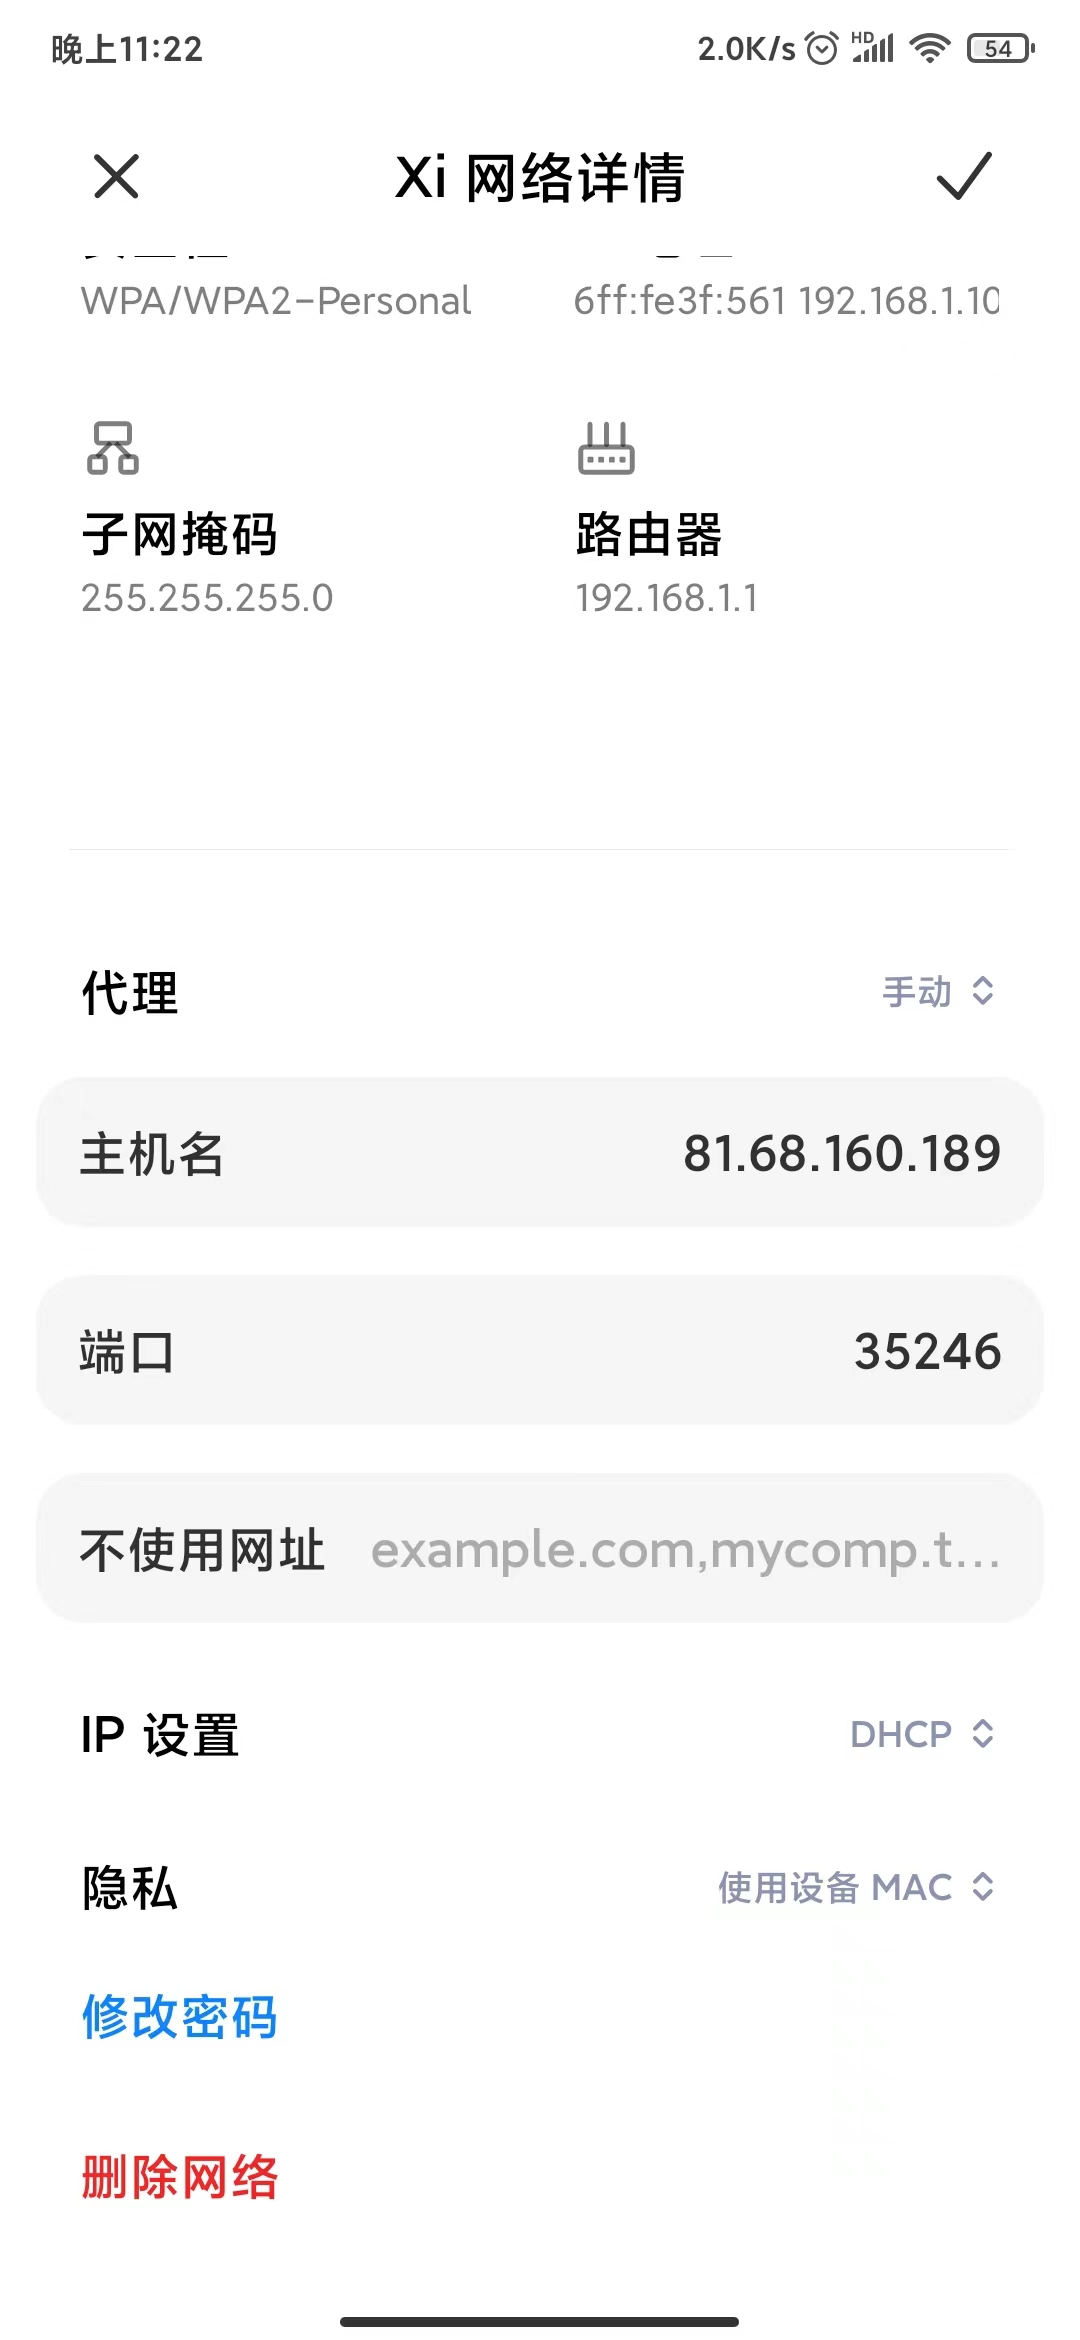 晚上11:22
2.0K/s HD 54
Xi 网络详情
WPA/WPA2-Personal
6ff:fe3f:561 192.168.1.10
子网掩码
路由器
255.255.255.0
192.168.1.1
代理
手动
主机名
81.68.160.189
端口
35246
不使用网址
example.com,mycomp.t...
IP 设置
DHCP
隐私
使用设备 MAC
修改密码
删除网络